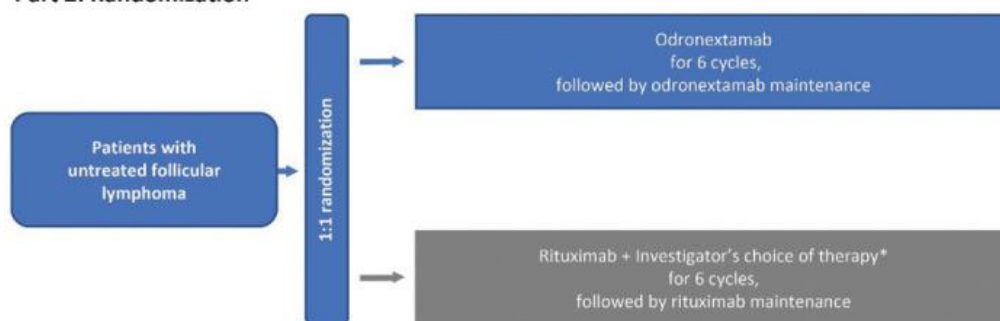 Odronextamab
for 6 cycles,
followed by odronextamab maintenance
Patients with
untreated follicular
lymphoma
1:1 randomization
Rituximab + Investigator's choice of therapy*
for 6 cycles,
followed by rituximab maintenance